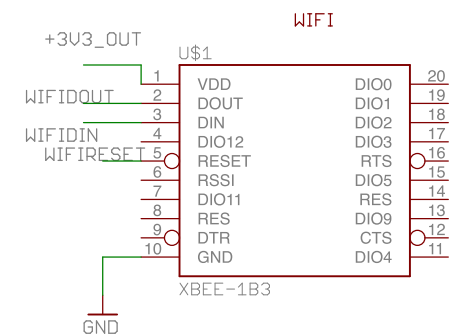 WIFI
+3V3_OUT
U$1
1 VDD DIO0 20
WIFIDOUT 2 DOUT DIO1 19
3 DIN DIO2 18
WIFIDIN 4 DIO12 DIO3 17
WIFIRESET 5 RESET RTS 16
6 RSSI DIO5 15
7 DIO11 RES 14
8 RES DIO9 13
9 DTR CTS 12
10 GND DIO4 11
XBEE-1B3
GND